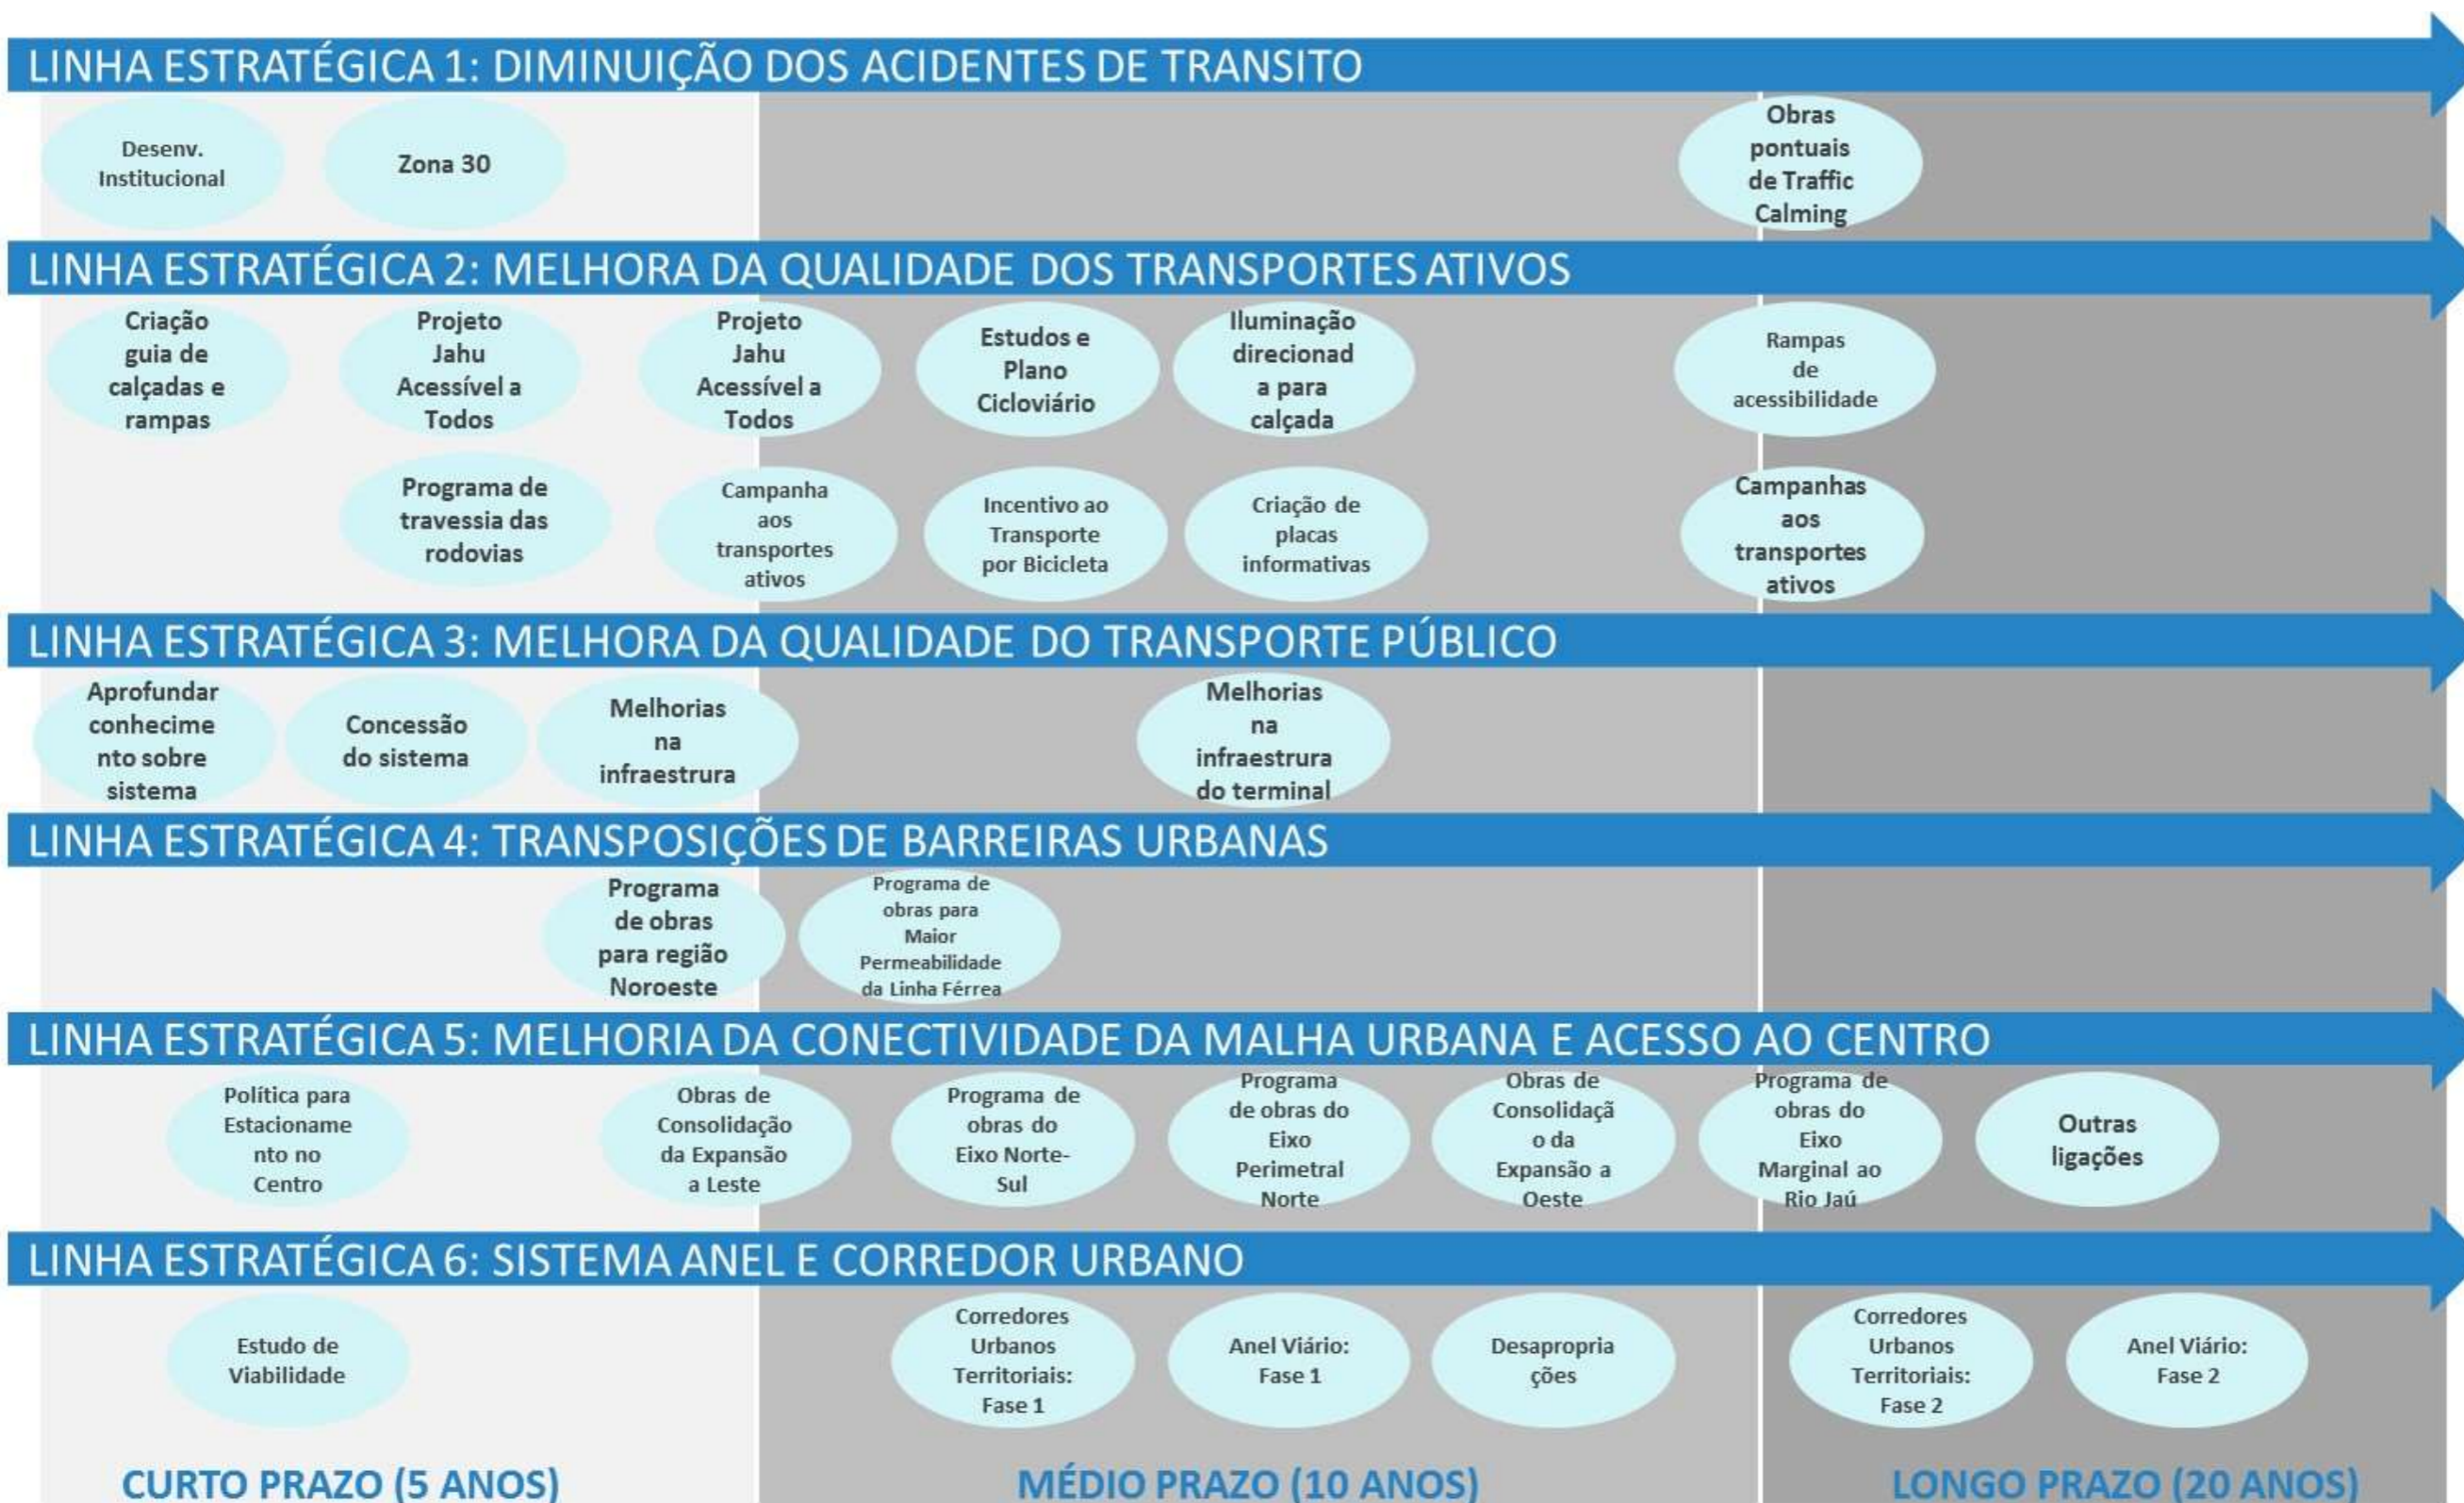 LINHA ESTRATÉGICA 1: DIMINUIÇÃO DOS ACIDENTES DE TRANSITO
Desenv.
Institucional
Zona 30
Obras
pontuais
de Traffic
Calming
LINHA ESTRATÉGICA 2: MELHORA DA QUALIDADE DOS TRANSPORTES ATIVOS
Criação
guia de
calçadas e
rampas
Projeto
Jahu
Acessível a
Todos
Projeto
Jahu
Acessível a
Todos
Estudos e
Plano
Cicloviário
Iluminação
direcionad
a para
calçada
Rampas
de
acessibilidade
Programa de
travessia das
rodovias
Campanha
aos
transportes
ativos
Incentivo ao
Transporte
por Bicicleta
Criação de
placas
informativas
Campanhas
aos
transportes
ativos
LINHA ESTRATÉGICA 3: MELHORA DA QUALIDADE DO TRANSPORTE PÚBLICO
Aprofundar
conhecime
nto sobre
sistema
Concessão
do sistema
Melhorias
na
infraestrura
Melhorias
na
infraestrura
do terminal
LINHA ESTRATÉGICA 4: TRANSPOSIÇÕES DE BARREIRAS URBANAS
Programa
de obras
para região
Noroeste
Programa de
obras para
Maior
Permeabilidade
da Linha Férrea
LINHA ESTRATÉGICA 5: MELHORIA DA CONECTIVIDADE DA MALHA URBANA E ACESSO AO CENTRO
Política para
Estacioname
nto no
Centro
Obras de
Consolidação
da Expansão
a Leste
Programa de
obras do
Eixo Norte-
Sul
Programa
de obras do
Eixo
Perimetral
Norte
Obras de
Consolidaçã
o da
Expansão a
Oeste
Programa de
obras do
Eixo
Marginal ao
Rio Jaú
Outras
ligações
LINHA ESTRATÉGICA 6: SISTEMA ANEL E CORREDOR URBANO
Estudo de
Viabilidade
Corredores
Urbanos
Territoriais:
Fase 1
Anel Viário:
Fase 1
Desapropria
ções
Corredores
Urbanos
Territoriais:
Fase 2
Anel Viário:
Fase 2
CURTO PRAZO (5 ANOS)
MÉDIO PRAZO (10 ANOS)
LONGO PRAZO (20 ANOS)